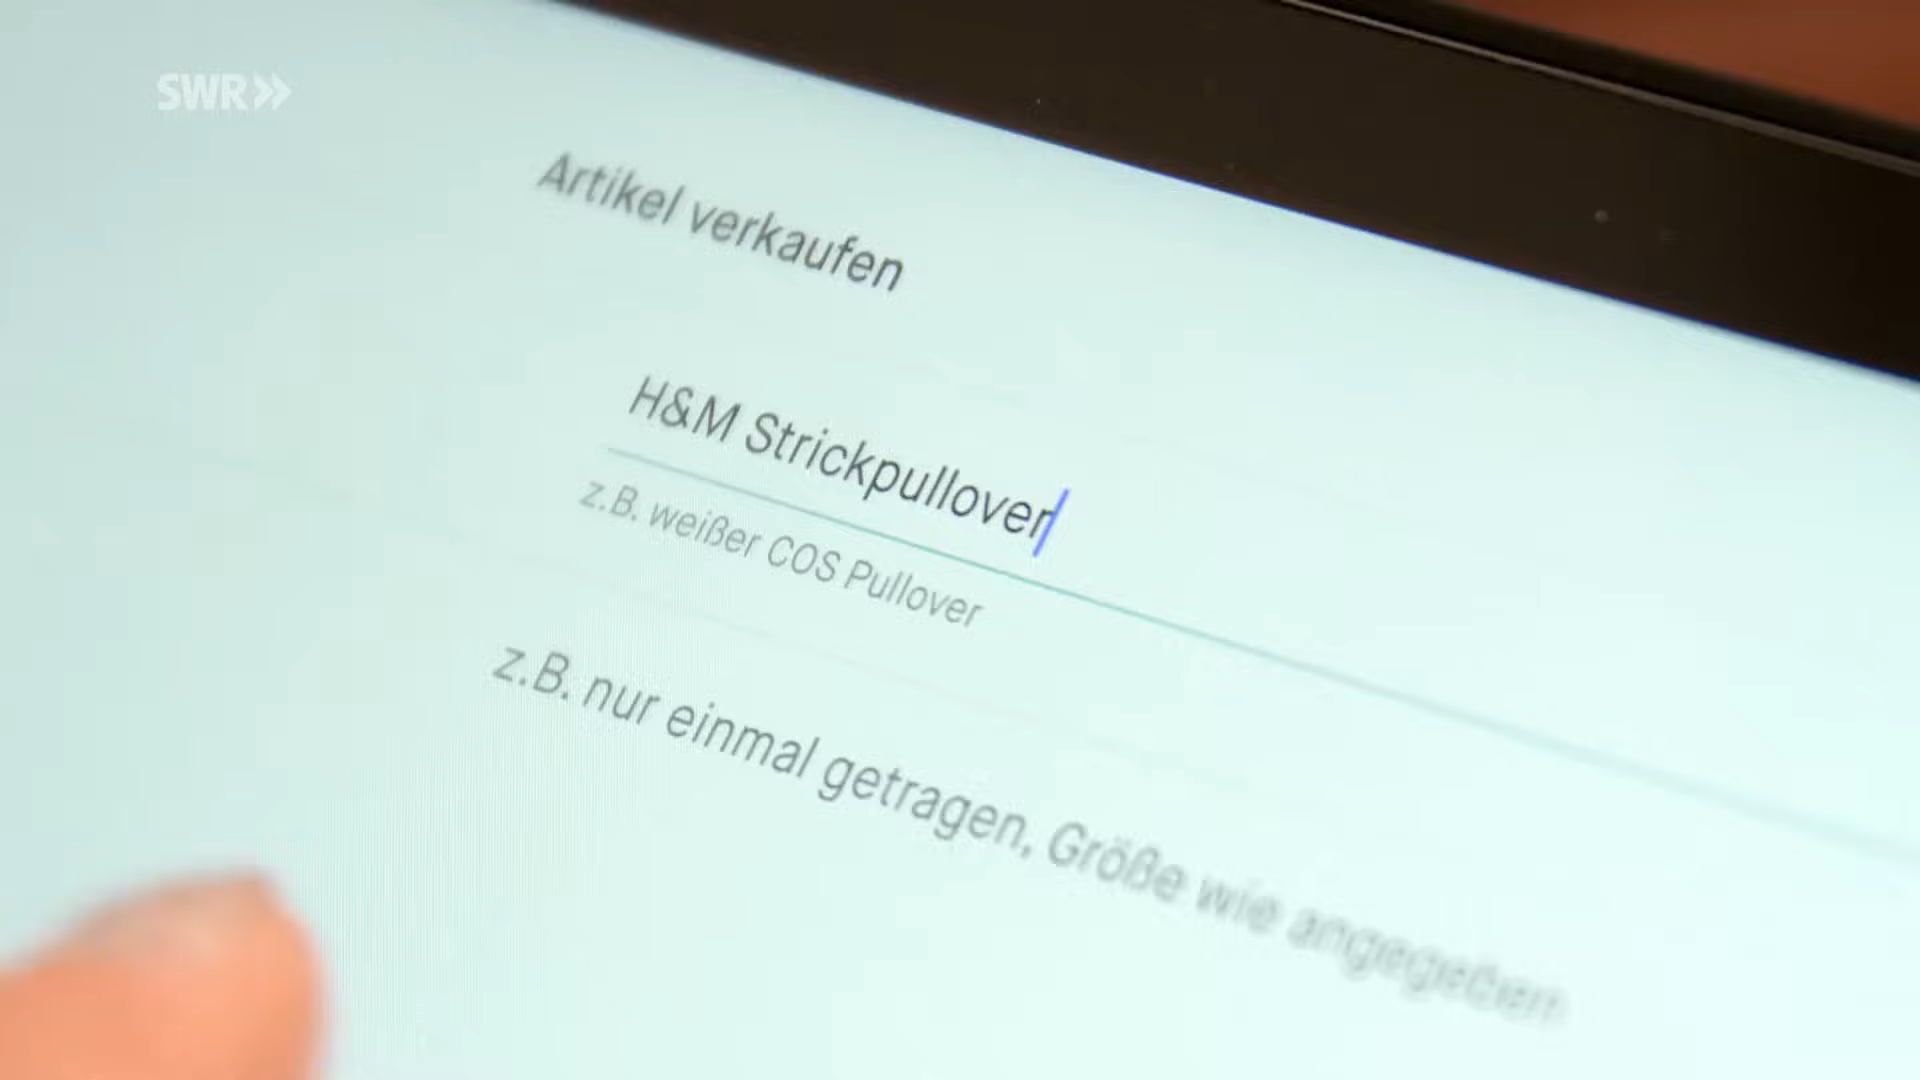 SWR»
Artikel verkaufen
H&M Strickpullover
z.B. weißer COS Pullover
z.B. nur einmal getragen, Größe wie angegeben